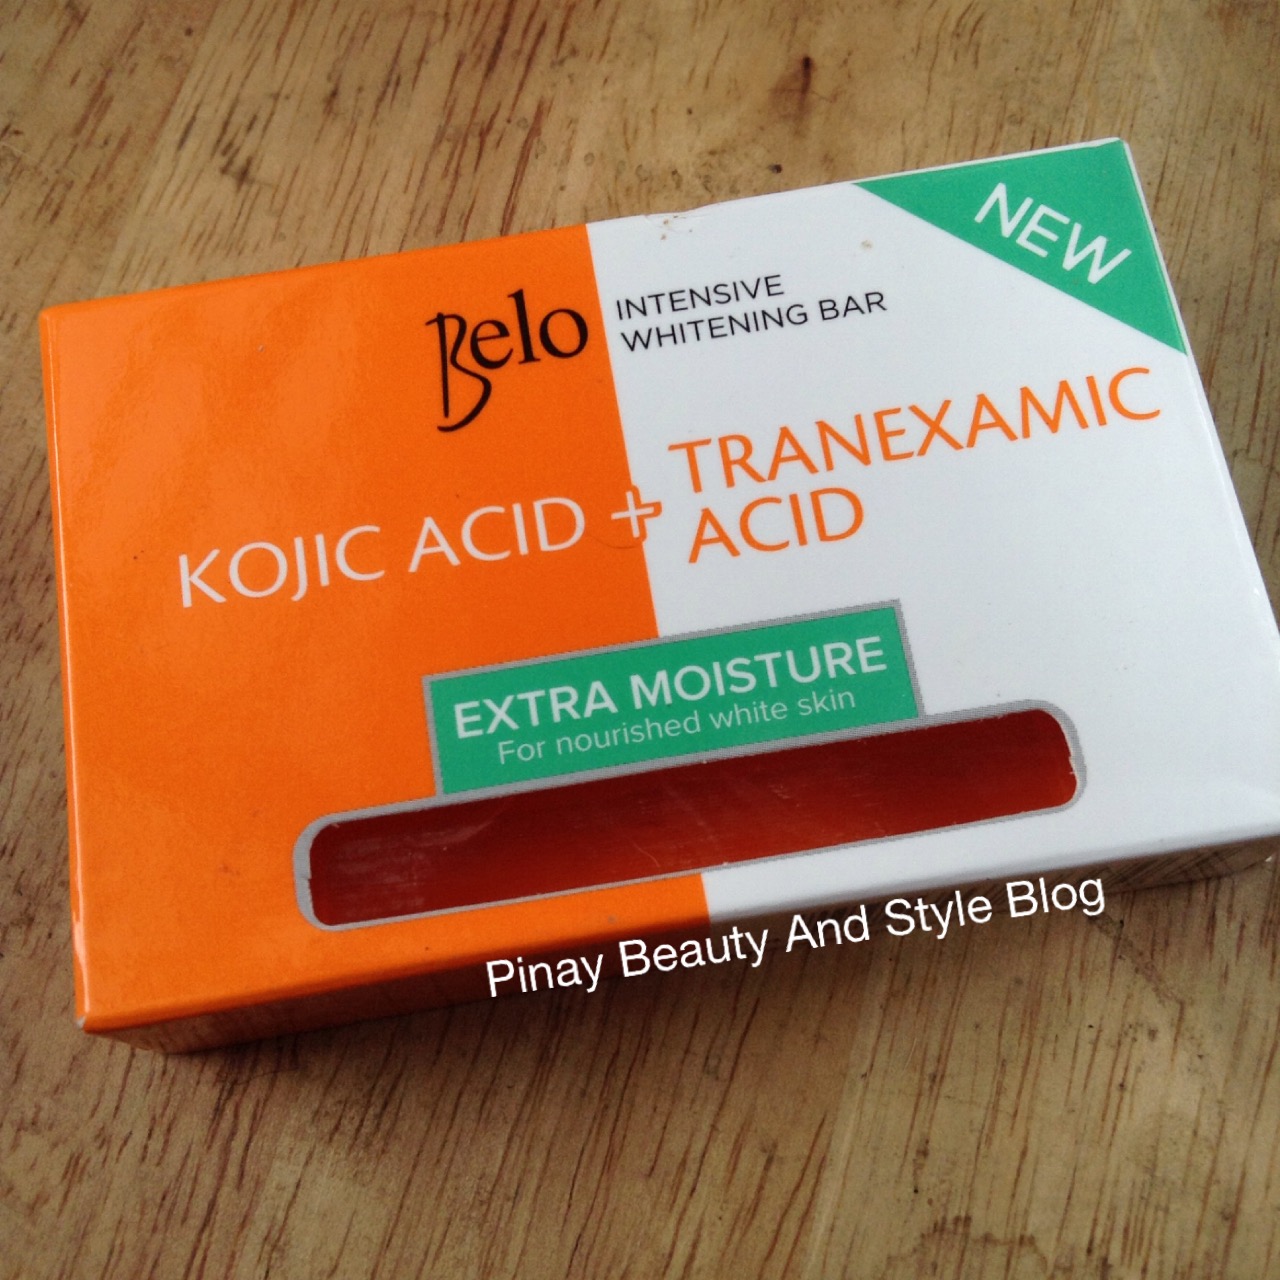 NEW
Belo
INTENSIVE
WHITENING BAR
KOJIC ACID +
TRANEXAMIC
ACID
EXTRA MOISTURE
For nourished white skin
Pinay Beauty And Style Blog